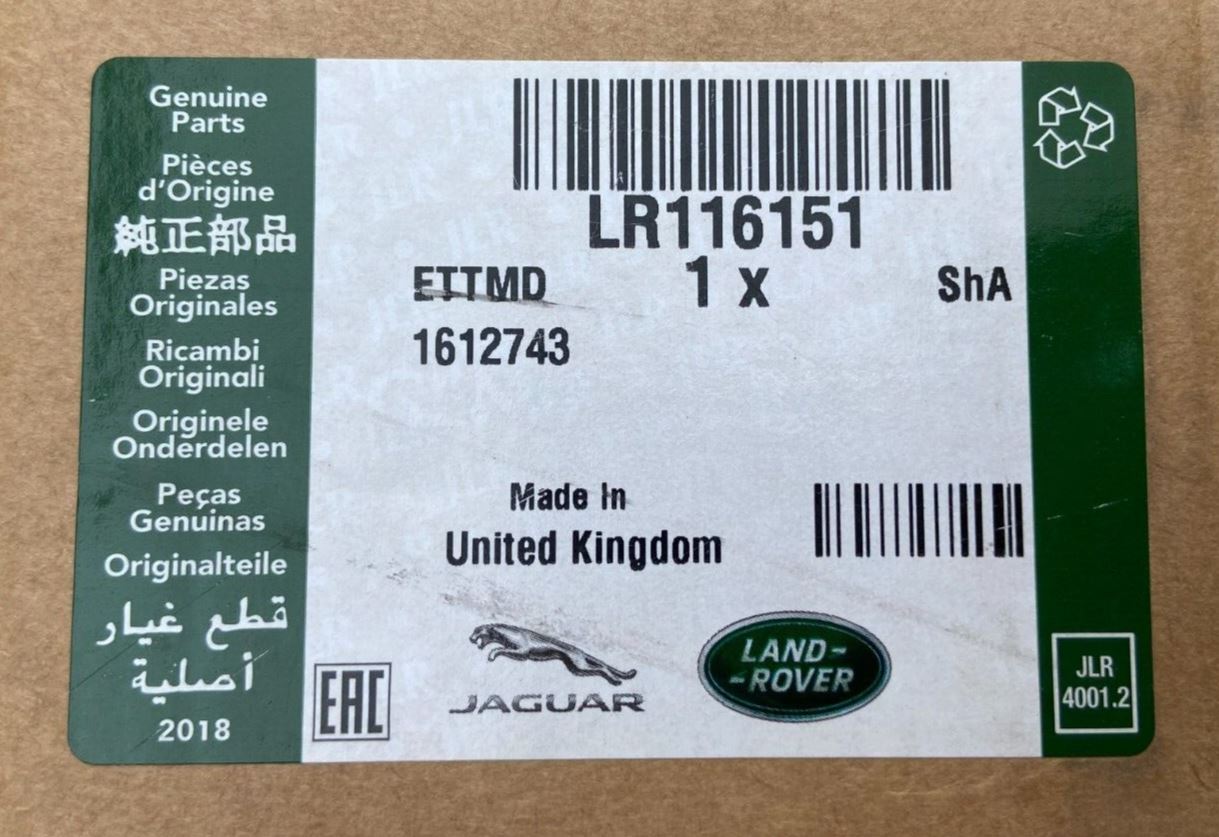 Genuine
Parts
Pièces
d'Origine
純正部品
Piezas
Originales
Ricambi
Originali
Originele
Onderdelen
Peças
Genuinas
Originalteile
قطع غيار
أصلية
2018
LR116151
ETTMD 1 x ShA
1612743
Made In
United Kingdom
EAC
JAGUAR
LAND-
-ROVER
JLR
4001.2